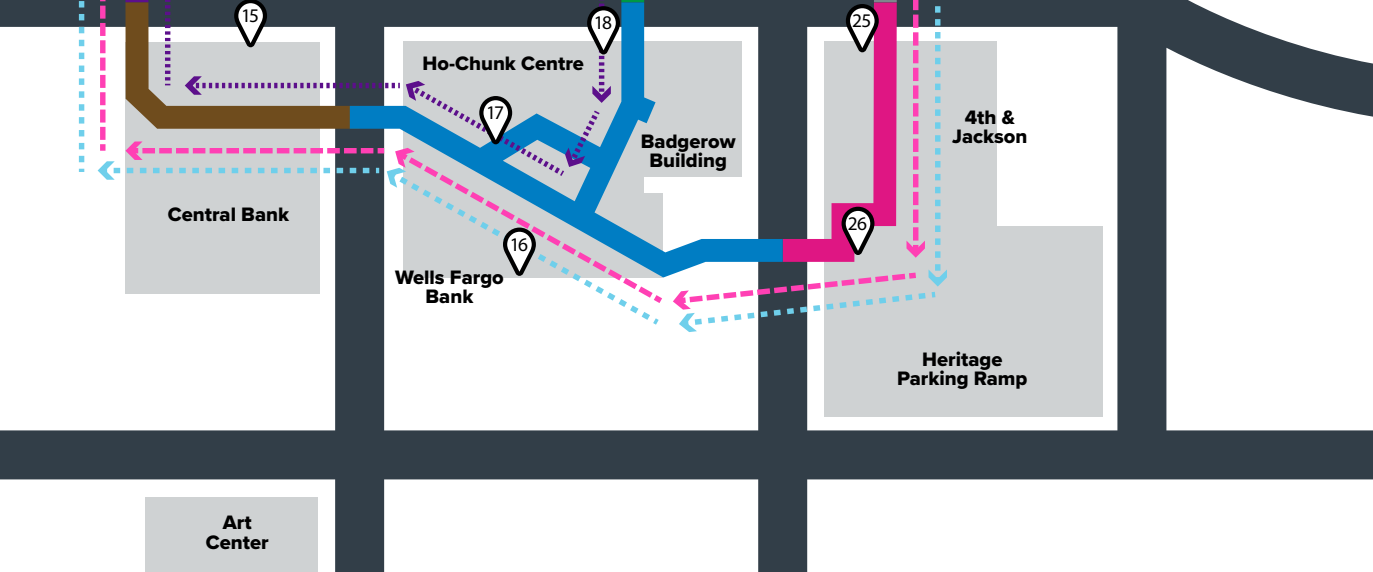 15
18
25
Ho-Chunk Centre
17
4th &
Jackson
Badgerow
Building
Central Bank
26
16
Wells Fargo
Bank
Heritage
Parking Ramp
Art
Center